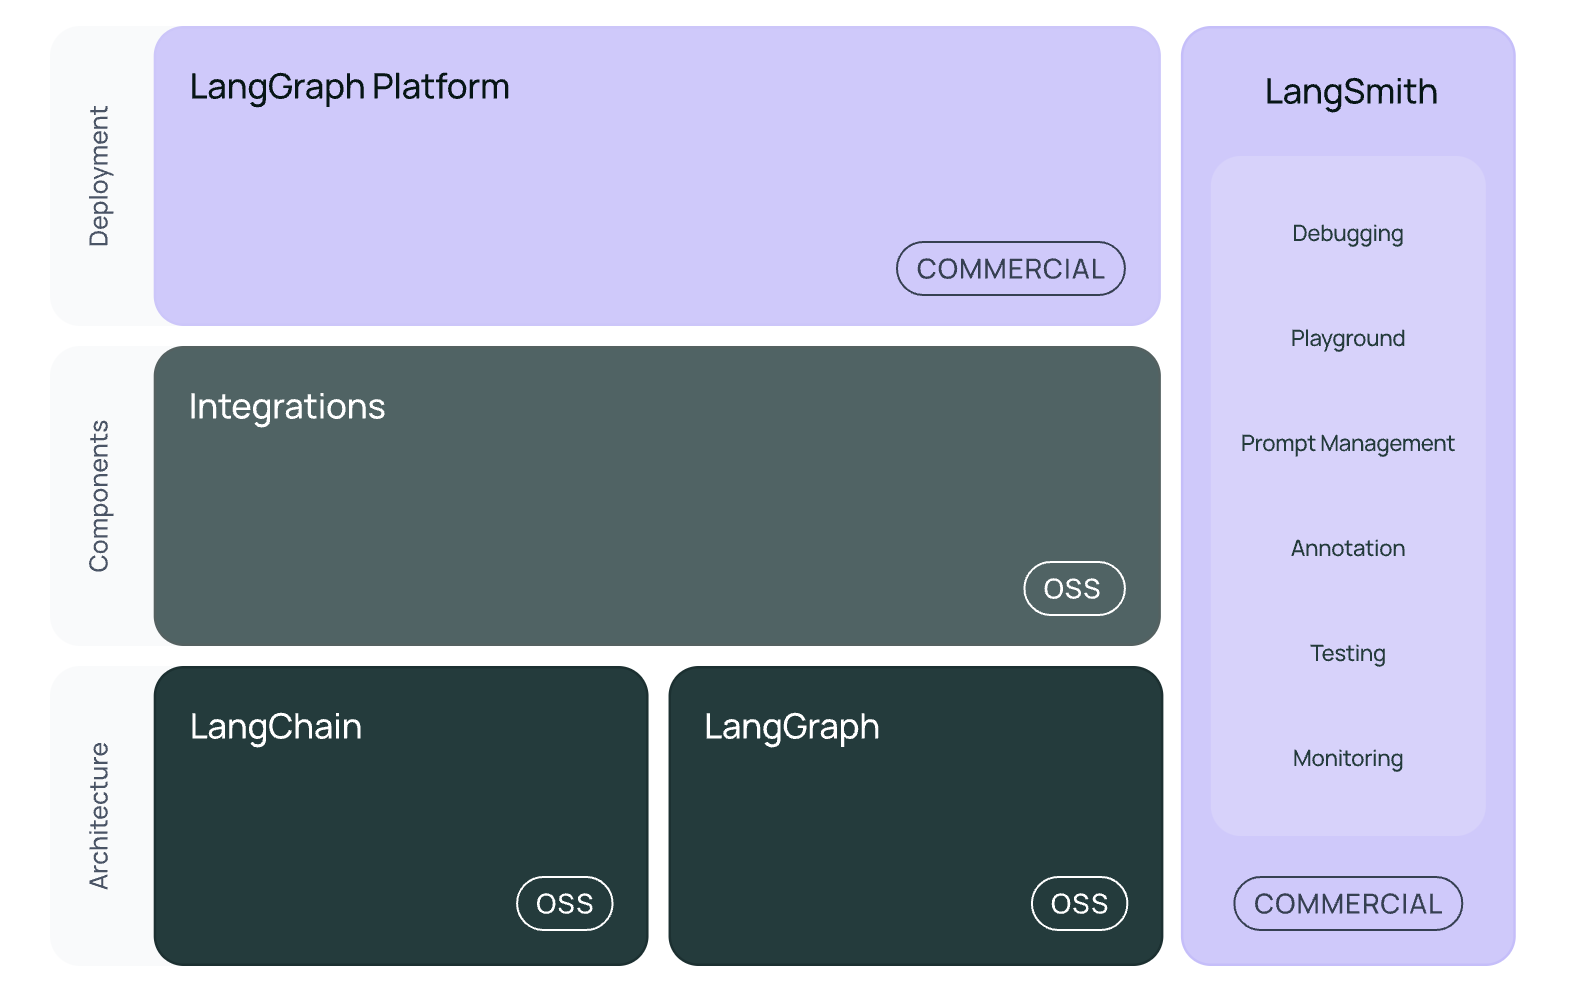 Deployment
LangGraph Platform
COMMERCIAL
Components
Integrations
OSS
Architecture
LangChain
OSS
LangGraph
OSS
LangSmith
Debugging
Playground
Prompt Management
Annotation
Testing
Monitoring
COMMERCIAL